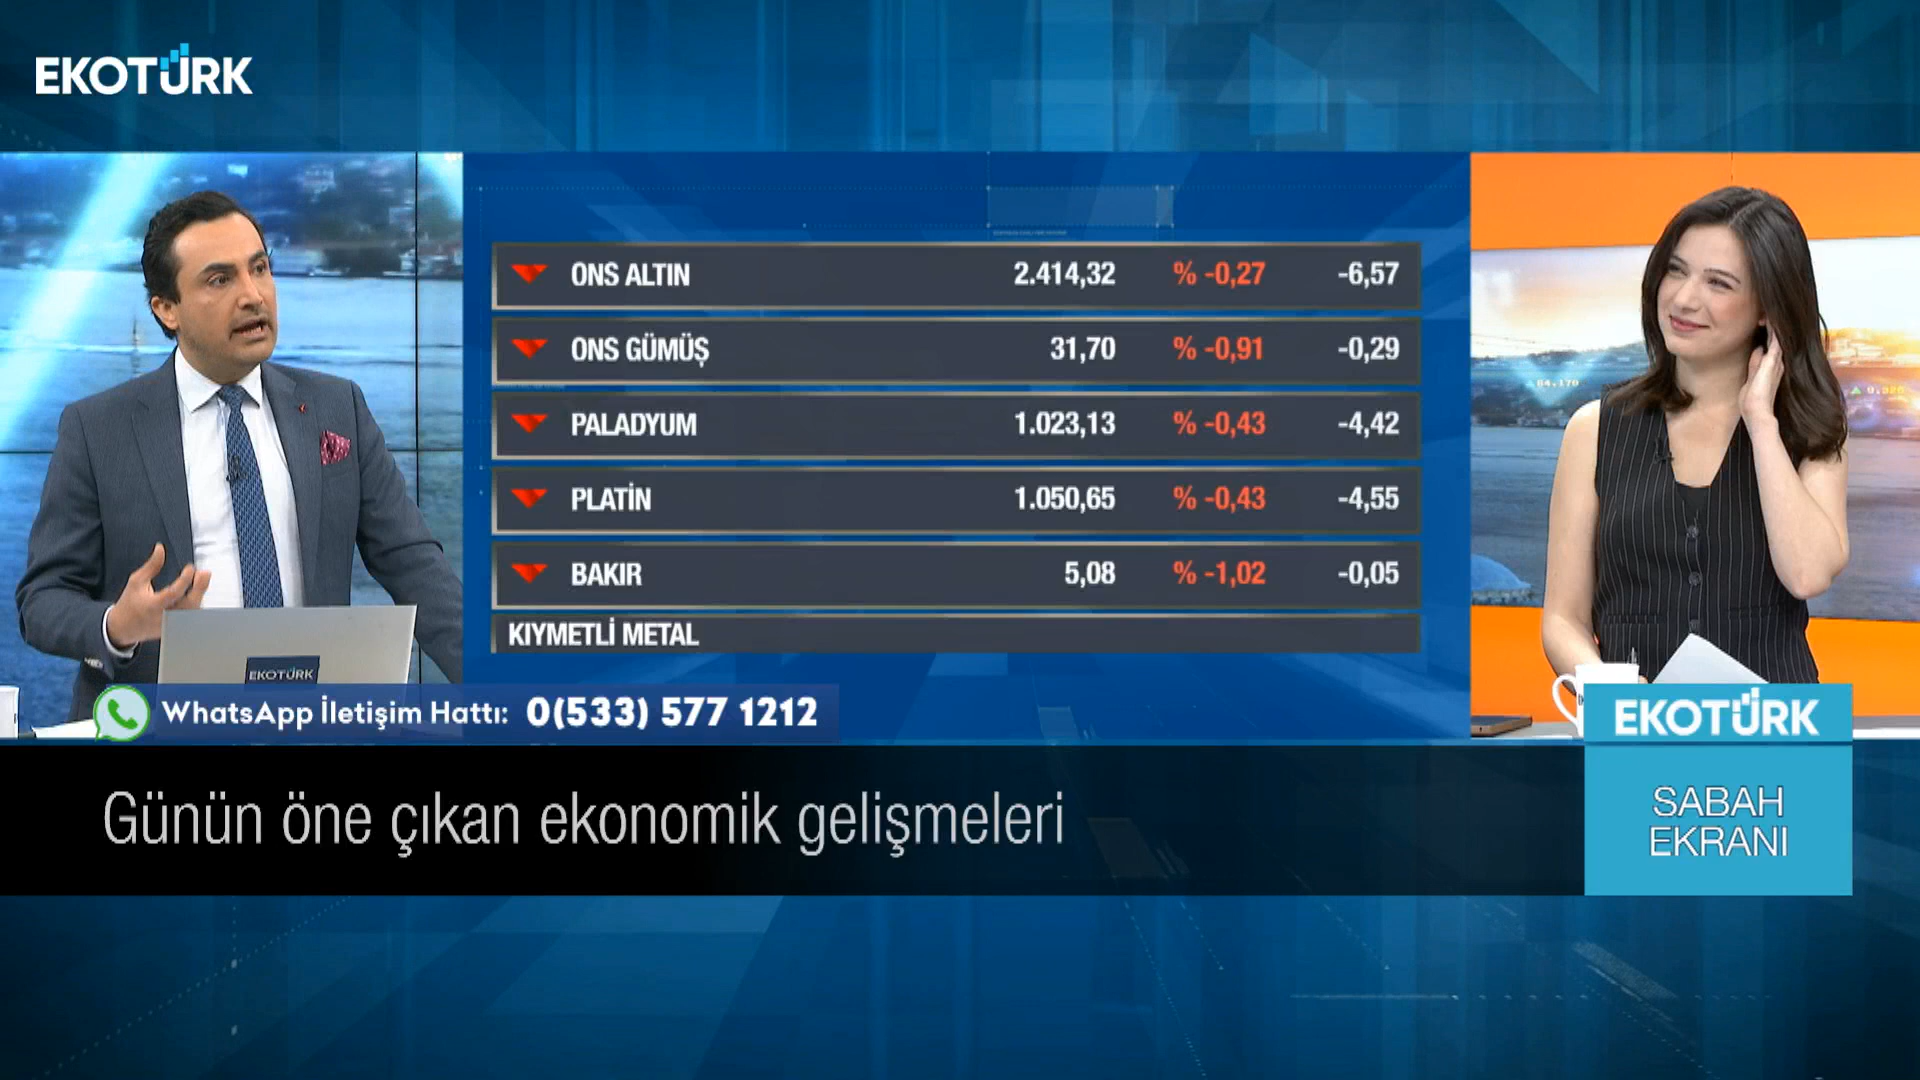 EKOTÜRK
ONS ALTIN 2.414,32 % -0,27 -6,57
ONS GÜMÜŞ 31,70 % -0,91 -0,29
PALADYUM 1.023,13 % -0,43 -4,42
PLATİN 1.050,65 % -0,43 -4,55
BAKIR 5,08 % -1,02 -0,05
KIYMETLİ METAL
EKOTÜRK
WhatsApp İletişim Hattı: 0(533) 577 1212
EKOTÜRK
Günün öne çıkan ekonomik gelişmeleri
SABAH
EKRANI